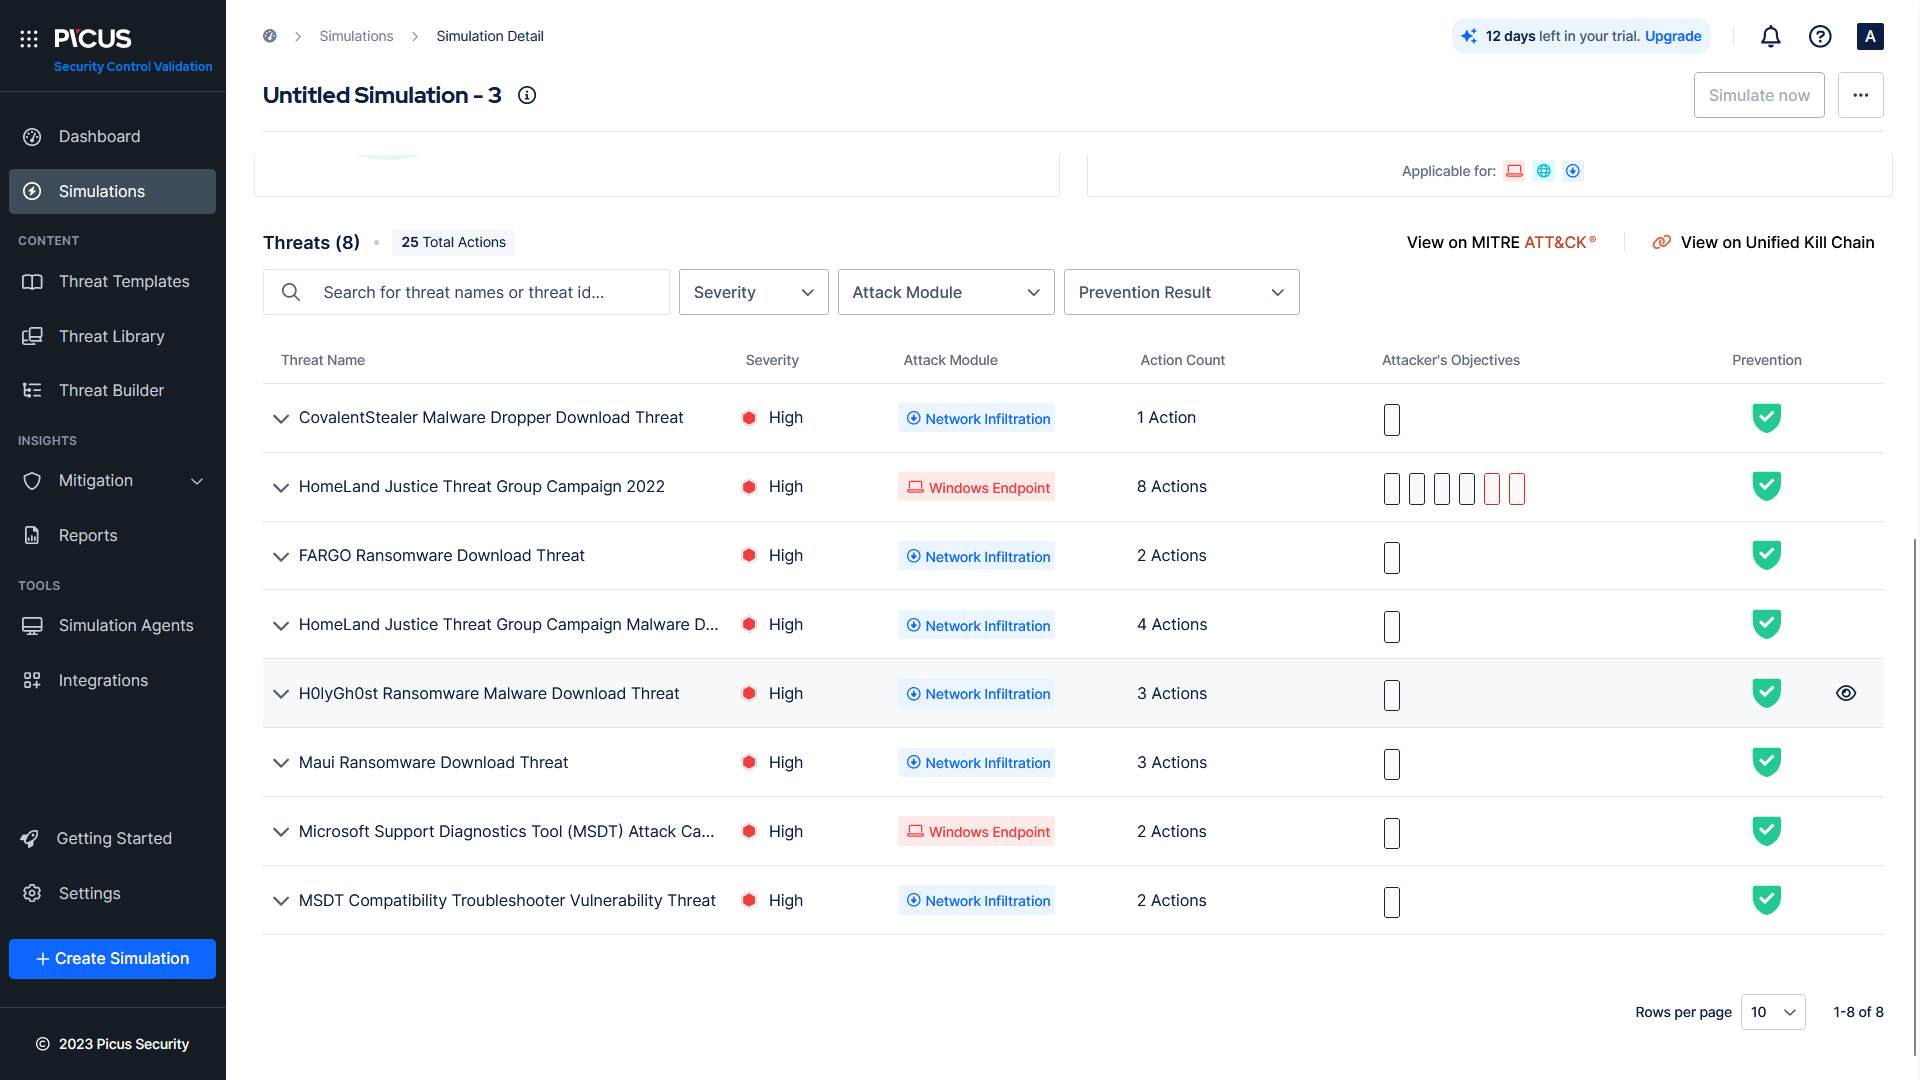 PICUS
Security Control Validation
Dashboard
Simulations
CONTENT
Threat Templates
Threat Library
Threat Builder
INSIGHTS
Mitigation
Reports
TOOLS
Simulation Agents
Integrations
Getting Started
Settings
+ Create Simulation
© 2023 Picus Security
Simulations > Simulation Detail
12 days left in your trial. Upgrade
A
Untitled Simulation - 3
Simulate now
Applicable for:
Threats (8) • 25 Total Actions
View on MITRE ATT&CK®
View on Unified Kill Chain
Search for threat names or threat id...
Severity
Attack Module
Prevention Result
Threat Name Severity Attack Module Action Count Attacker's Objectives Prevention
CovalentStealer Malware Dropper Download Threat High Network Infiltration 1 Action
HomeLand Justice Threat Group Campaign 2022 High Windows Endpoint 8 Actions
FARGO Ransomware Download Threat High Network Infiltration 2 Actions
HomeLand Justice Threat Group Campaign Malware D... High Network Infiltration 4 Actions
H0lyGh0st Ransomware Malware Download Threat High Network Infiltration 3 Actions
Maui Ransomware Download Threat High Network Infiltration 3 Actions
Microsoft Support Diagnostics Tool (MSDT) Attack Ca... High Windows Endpoint 2 Actions
MSDT Compatibility Troubleshooter Vulnerability Threat High Network Infiltration 2 Actions
Rows per page 10 1-8 of 8